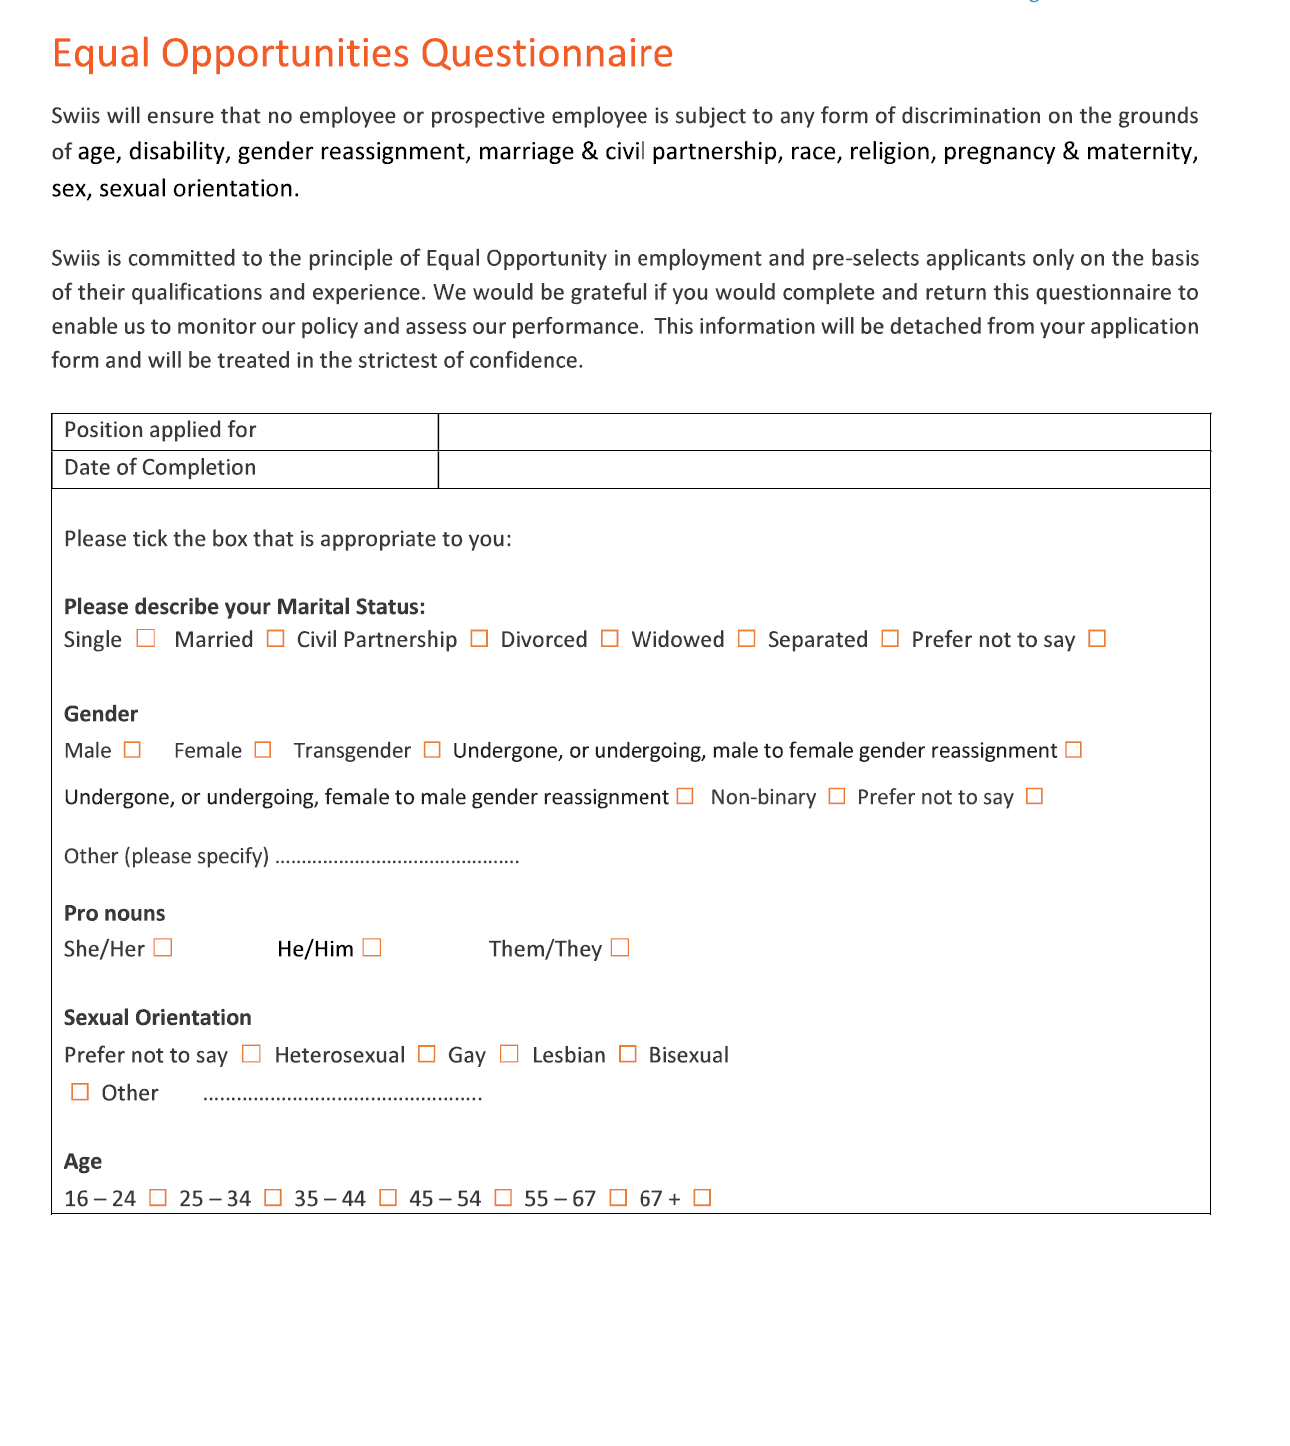 Equal Opportunities Questionnaire
Swiis will ensure that no employee or prospective employee is subject to any form of discrimination on the grounds
of age, disability, gender reassignment, marriage & civil partnership, race, religion, pregnancy & maternity,
sex, sexual orientation.
Swiis is committed to the principle of Equal Opportunity in employment and pre-selects applicants only on the basis
of their qualifications and experience. We would be grateful if you would complete and return this questionnaire to
enable us to monitor our policy and assess our performance. This information will be detached from your application
form and will be treated in the strictest of confidence.
Position applied for
Date of Completion
Please tick the box that is appropriate to you:
Please describe your Marital Status:
Single ☐ Married ☐ Civil Partnership ☐ Divorced ☐ Widowed ☐ Separated ☐ Prefer not to say ☐
Gender
Male ☐ Female ☐ Transgender ☐ Undergone, or undergoing, male to female gender reassignment ☐
Undergone, or undergoing, female to male gender reassignment ☐ Non-binary ☐ Prefer not to say ☐
Other (please specify) ..............................................
Pro nouns
She/Her ☐ He/Him ☐ Them/They ☐
Sexual Orientation
Prefer not to say ☐ Heterosexual ☐ Gay ☐ Lesbian ☐ Bisexual
☐ Other ..................................................
Age
16 – 24 ☐ 25 – 34 ☐ 35 – 44 ☐ 45 – 54 ☐ 55 – 67 ☐ 67 + ☐